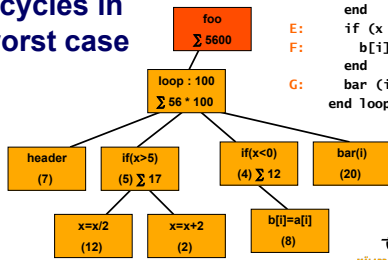 cycles in
worst case
foo
∑ 5600
loop : 100
∑ 56 * 100
header
(7)
if(x>5)
(5) ∑ 17
if(x<0)
(4) ∑ 12
bar(i)
(20)
x=x/2
(12)
x=x+2
(2)
b[i]=a[i]
(8)
end
E: if (x
F: b[i]
end
G: bar (i
end loop